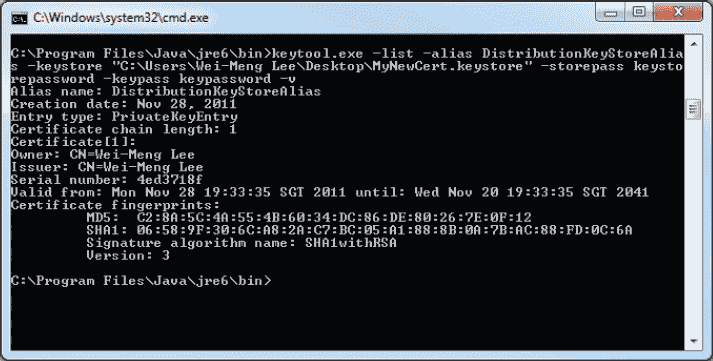 C:\Windows\system32\cmd.exe
C:\Program Files\Java\jre6\bin>keytool.exe -list -alias DistributionKeyStoreAlia
s -keystore "C:\Users\Wei-Meng Lee\Desktop\MyNewCert.keystore" -storepass keysto
repassword -keypass keypassword -v
Alias name: DistributionKeyStoreAlias
Creation date: Nov 28, 2011
Entry type: PrivateKeyEntry
Certificate chain length: 1
Certificate[1]:
Owner: CN=Wei-Meng Lee
Issuer: CN=Wei-Meng Lee
Serial number: 4ed3718f
Valid from: Mon Nov 28 19:33:35 SGT 2011 until: Wed Nov 20 19:33:35 SGT 2041
Certificate fingerprints:
MD5:  C2:8A:5C:4A:55:4B:60:34:DC:86:DE:80:26:7E:0F:12
SHA1: 06:58:9F:30:6C:A8:2A:C7:BC:05:A1:88:8B:0A:7B:AC:88:FD:0C:6A
Signature algorithm name: SHA1withRSA
Version: 3
C:\Program Files\Java\jre6\bin>